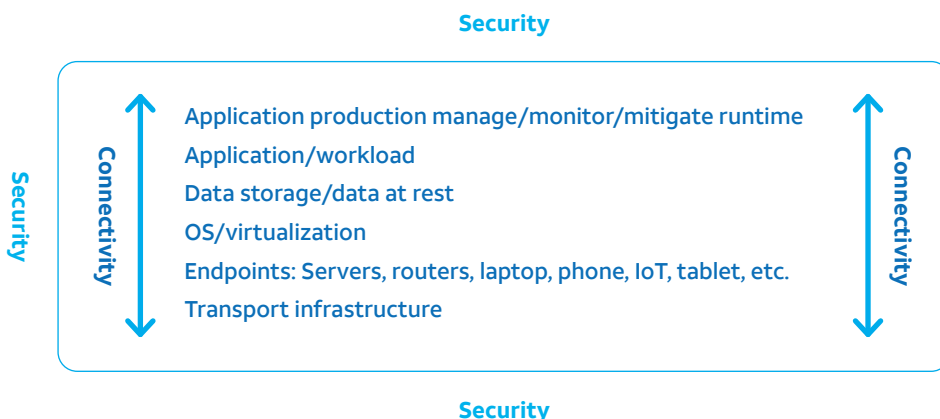 Security
Security
Connectivity
Application production manage/monitor/mitigate runtime
Application/workload
Data storage/data at rest
OS/virtualization
Endpoints: Servers, routers, laptop, phone, IoT, tablet, etc.
Transport infrastructure
Connectivity
Security